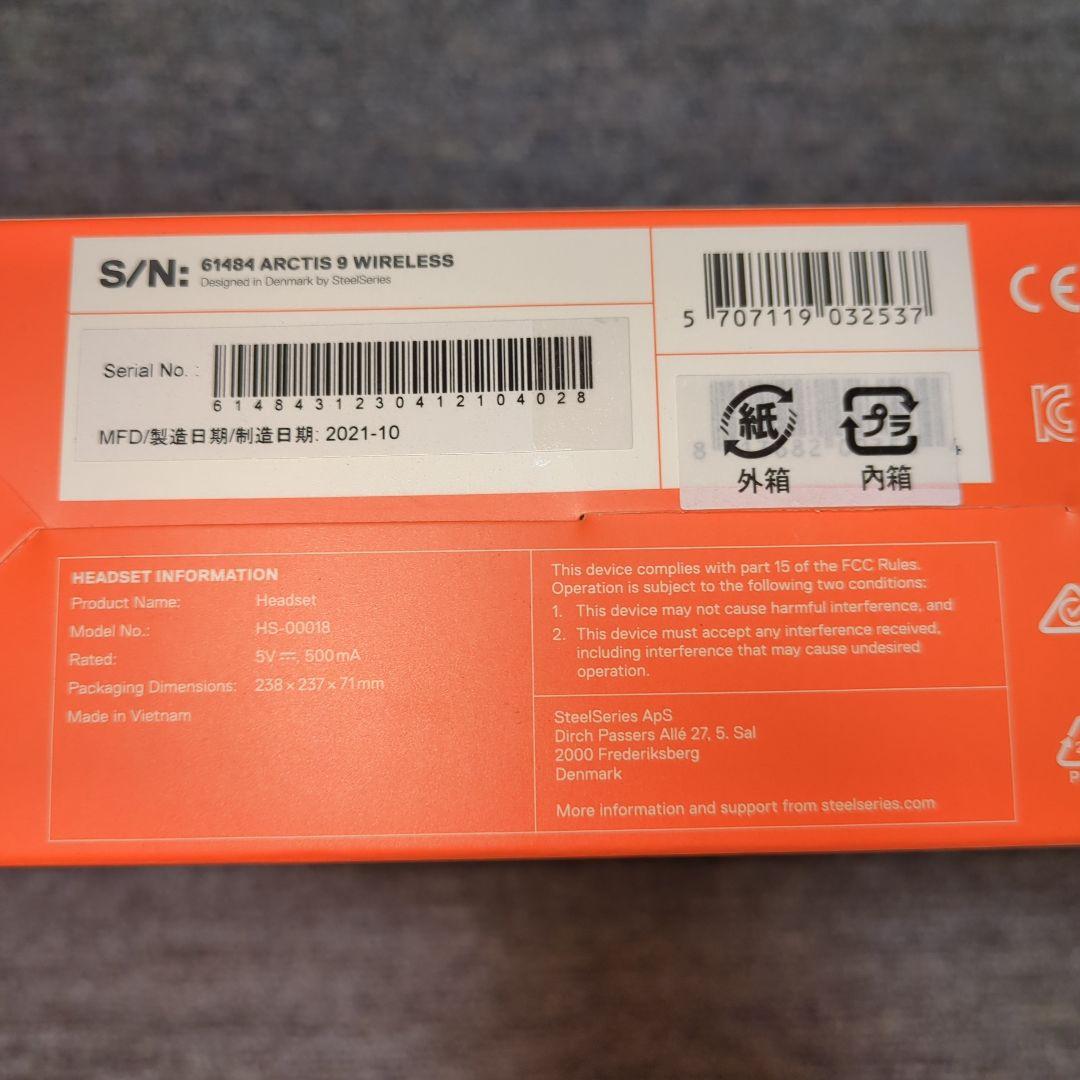 S/N: 61484 ARCTIS 9 WIRELESS
Designed in Denmark by SteelSeries
Serial No. :
6148431230412104028
MFD/製造日期/制造日期: 2021-10
5 707119 032537
紙
外箱
プラ
內箱
CE
HEADSET INFORMATION
Product Name: Headset
Model No.: HS-00018
Rated: 5V⎓, 500mA
Packaging Dimensions: 238 × 237 × 71 mm
Made in Vietnam
This device complies with part 15 of the FCC Rules.
Operation is subject to the following two conditions:
1. This device may not cause harmful interference, and
2. This device must accept any interference received,
including interference that may cause undesired
operation.
SteelSeries ApS
Dirch Passers Allé 27, 5. Sal
2000 Frederiksberg
Denmark
More information and support from steelseries.com